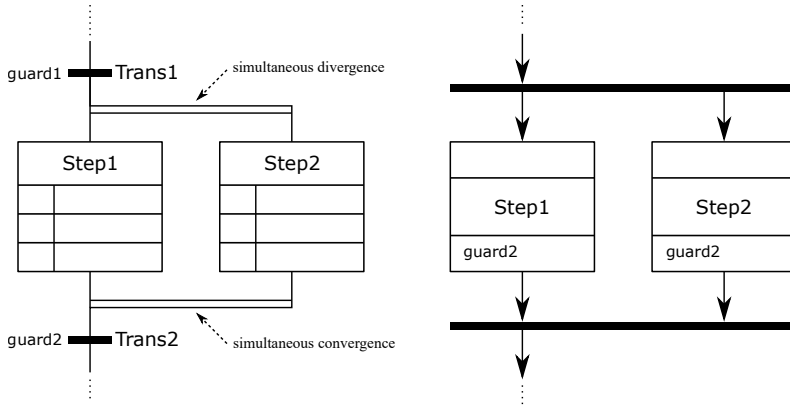 guard1
Trans1
simultaneous divergence
Step1
Step2
guard2
Trans2
simultaneous convergence
Step1
Step2
guard2
guard2